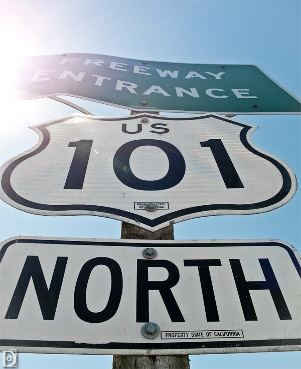 FREEWAY
ENTRANCE
US
101
NORTH
PROPERTY STATE OF CALIFORNIA